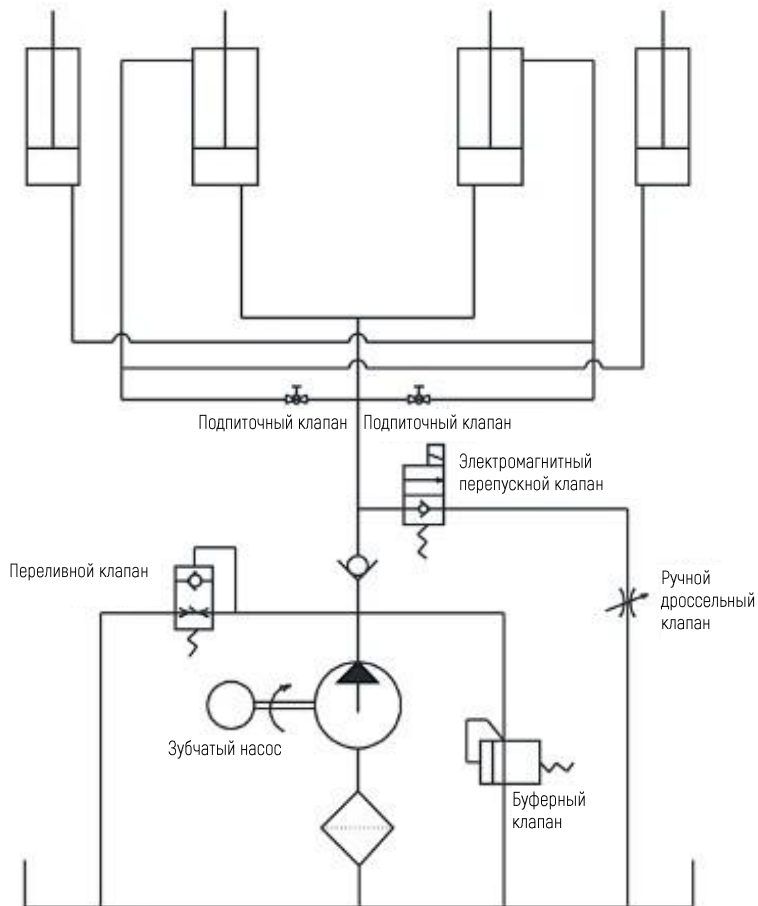 Подпиточный клапан
Подпиточный клапан
Электромагнитный
перепускной клапан
Переливной клапан
Ручной
дроссельный
клапан
Зубчатый насос
Буферный
клапан